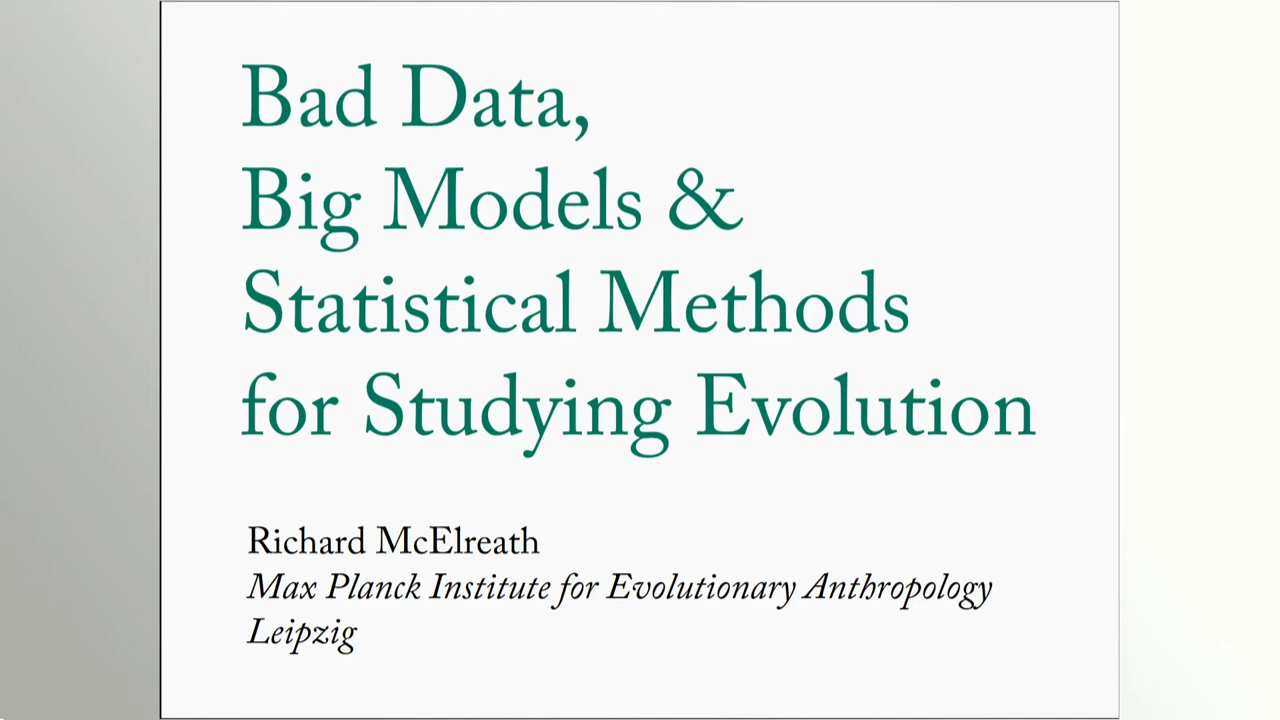 Bad Data,
Big Models &
Statistical Methods
for Studying Evolution
Richard McElreath
Max Planck Institute for Evolutionary Anthropology
Leipzig